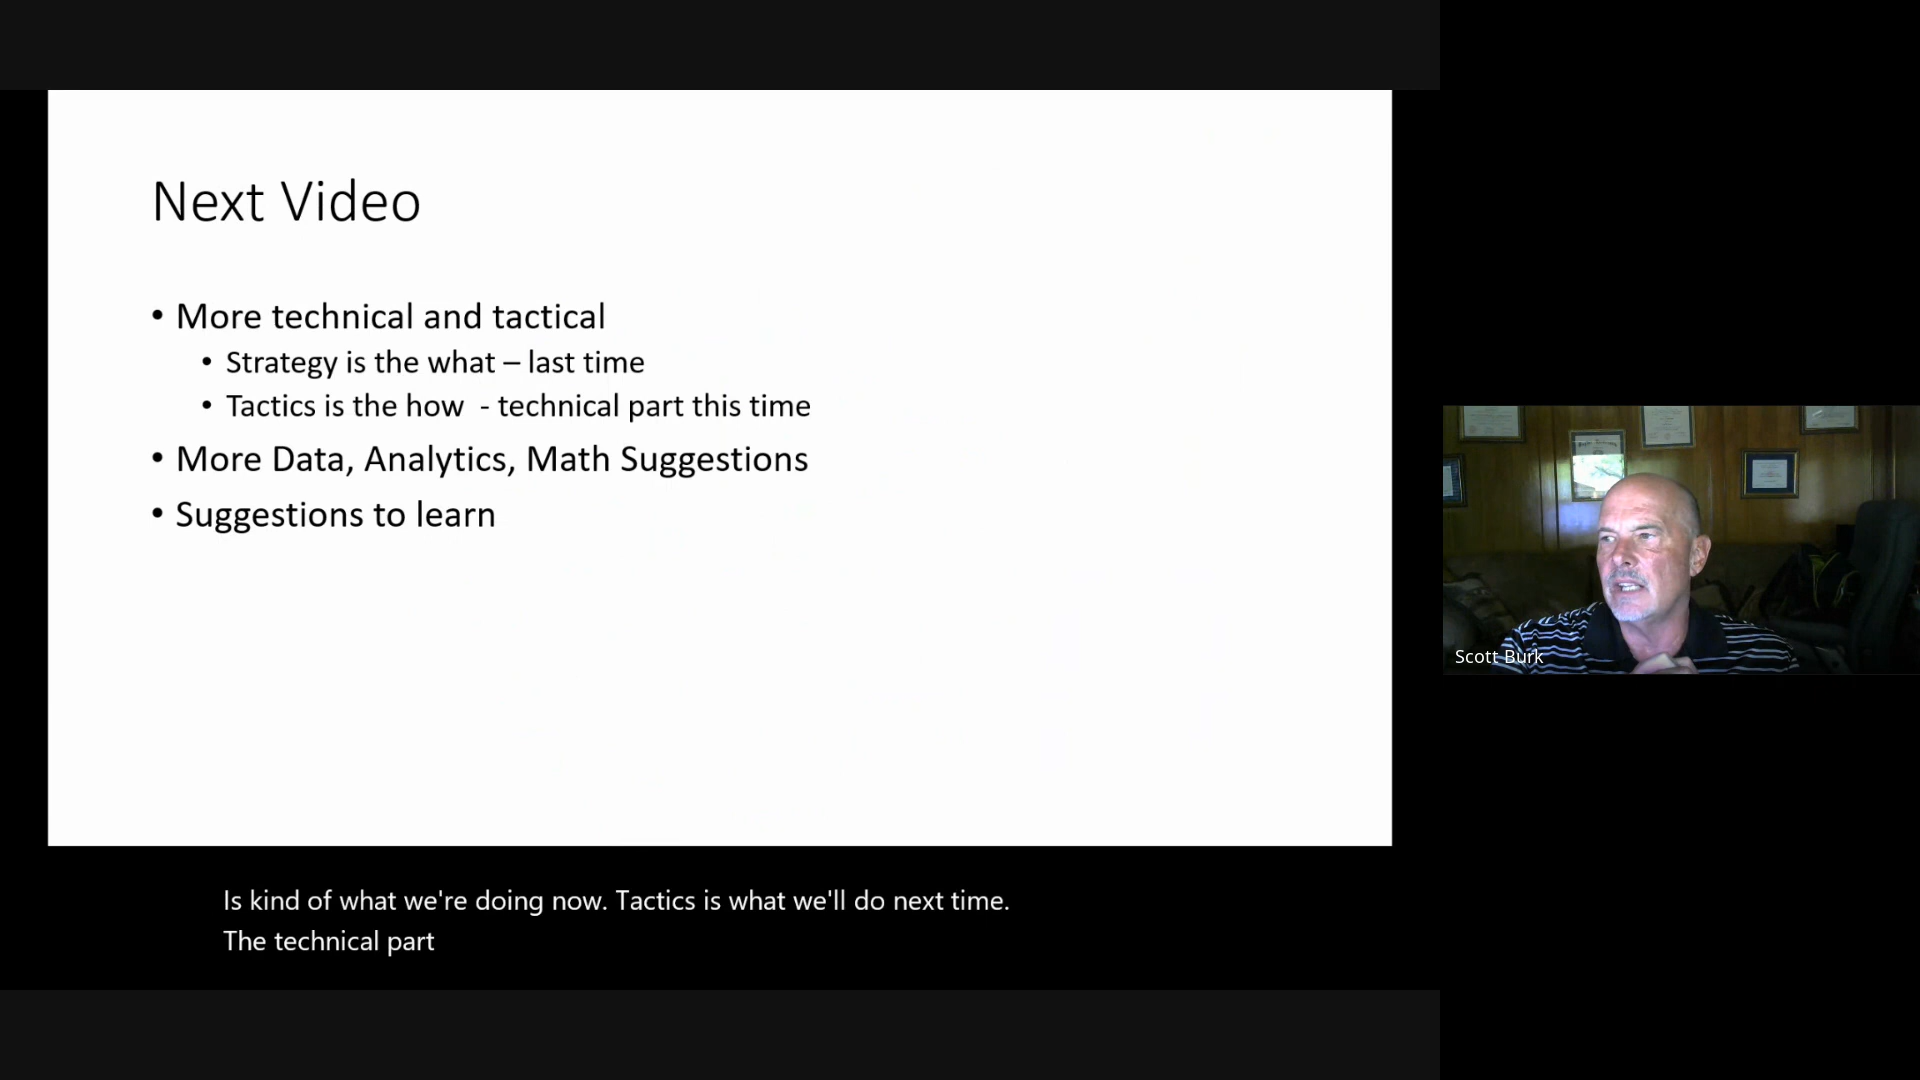 Next Video
• More technical and tactical
• Strategy is the what – last time
• Tactics is the how - technical part this time
• More Data, Analytics, Math Suggestions
• Suggestions to learn
Scott Burk
Is kind of what we're doing now. Tactics is what we'll do next time.
The technical part